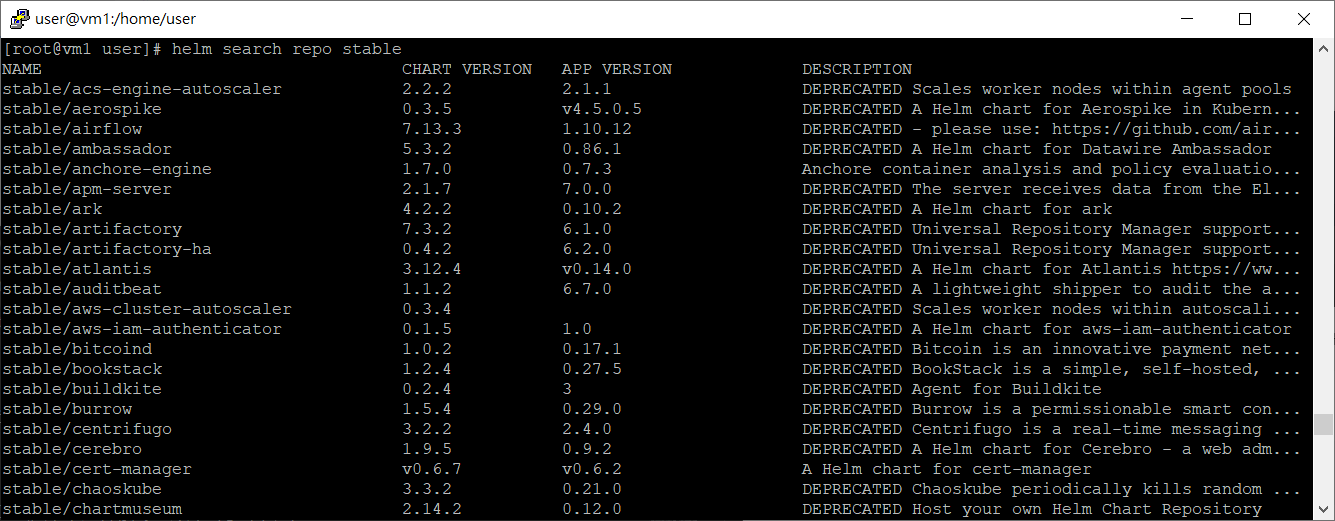 user@vm1:/home/user
[root@vm1 user]# helm search repo stable
NAME CHART VERSION APP VERSION DESCRIPTION
stable/acs-engine-autoscaler 2.2.2 2.1.1 DEPRECATED Scales worker nodes within agent pools
stable/aerospike 0.3.5 v4.5.0.5 DEPRECATED A Helm chart for Aerospike in Kubern...
stable/airflow 7.13.3 1.10.12 DEPRECATED - please use: https://github.com/air...
stable/ambassador 5.3.2 0.86.1 DEPRECATED A Helm chart for Datawire Ambassador
stable/anchore-engine 1.7.0 0.7.3 Anchore container analysis and policy evaluatio...
stable/apm-server 2.1.7 7.0.0 DEPRECATED The server receives data from the El...
stable/ark 4.2.2 0.10.2 DEPRECATED A Helm chart for ark
stable/artifactory 7.3.2 6.1.0 DEPRECATED Universal Repository Manager support...
stable/artifactory-ha 0.4.2 6.2.0 DEPRECATED Universal Repository Manager support...
stable/atlantis 3.12.4 v0.14.0 DEPRECATED A Helm chart for Atlantis https://ww...
stable/auditbeat 1.1.2 6.7.0 DEPRECATED A lightweight shipper to audit the a...
stable/aws-cluster-autoscaler 0.3.4 DEPRECATED Scales worker nodes within autoscali...
stable/aws-iam-authenticator 0.1.5 1.0 DEPRECATED A Helm chart for aws-iam-authenticator
stable/bitcoind 1.0.2 0.17.1 DEPRECATED Bitcoin is an innovative payment net...
stable/bookstack 1.2.4 0.27.5 DEPRECATED BookStack is a simple, self-hosted, ...
stable/buildkite 0.2.4 3 DEPRECATED Agent for Buildkite
stable/burrow 1.5.4 0.29.0 DEPRECATED Burrow is a permissionable smart con...
stable/centrifugo 3.2.2 2.4.0 DEPRECATED Centrifugo is a real-time messaging ...
stable/cerebro 1.9.5 0.9.2 DEPRECATED A Helm chart for Cerebro - a web adm...
stable/cert-manager v0.6.7 v0.6.2 A Helm chart for cert-manager
stable/chaoskube 3.3.2 0.21.0 DEPRECATED Chaoskube periodically kills random ...
stable/chartmuseum 2.14.2 0.12.0 DEPRECATED Host your own Helm Chart Repository